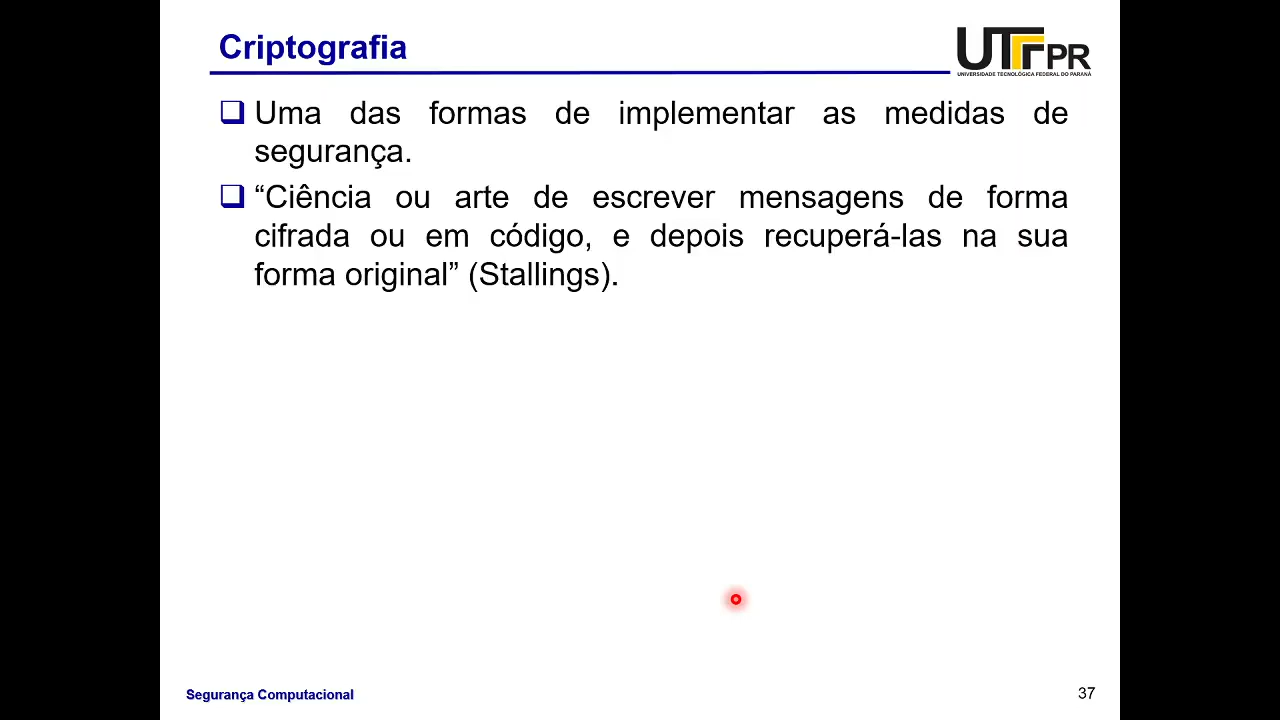 Criptografia
UTFPR
UNIVERSIDADE TECNOLÓGICA FEDERAL DO PARANÁ
Uma das formas de implementar as medidas de
segurança.
“Ciência ou arte de escrever mensagens de forma
cifrada ou em código, e depois recuperá-las na sua
forma original” (Stallings).
Segurança Computacional
37